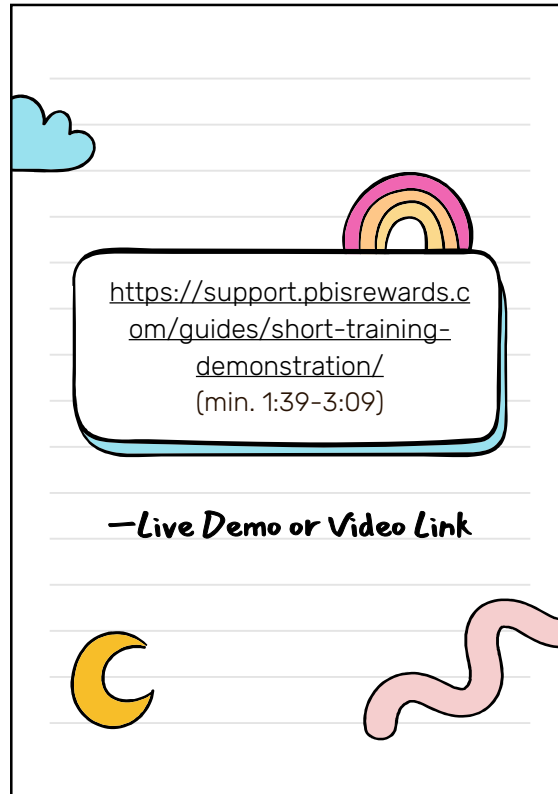 https://support.pbisrewards.c
om/guides/short-training-
demonstration/
(min. 1:39-3:09)
—Live Demo or Video Link